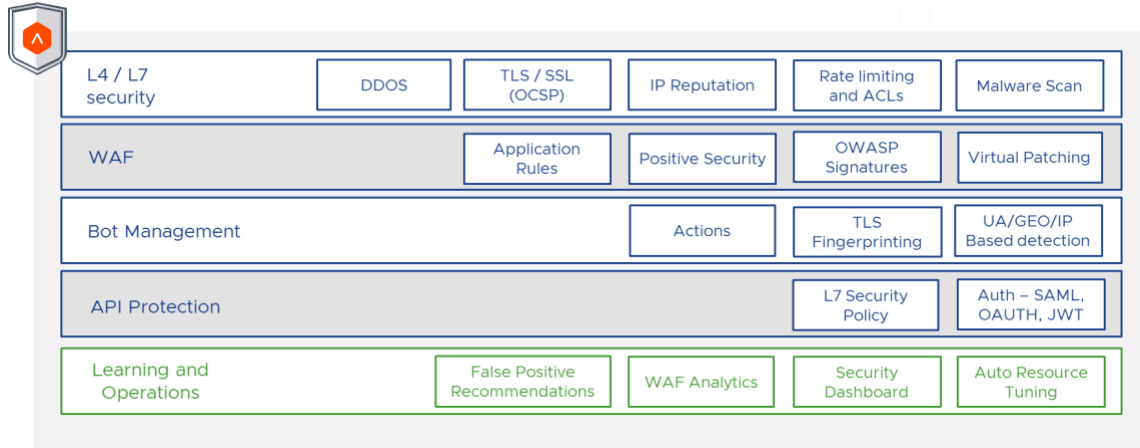 L4 / L7
security
DDOS
TLS / SSL
(OCSP)
IP Reputation
Rate limiting
and ACLs
Malware Scan
WAF
Application
Rules
Positive Security
OWASP
Signatures
Virtual Patching
Bot Management
Actions
TLS
Fingerprinting
UA/GEO/IP
Based detection
API Protection
L7 Security
Policy
Auth – SAML,
OAUTH, JWT
Learning and
Operations
False Positive
Recommendations
WAF Analytics
Security
Dashboard
Auto Resource
Tuning